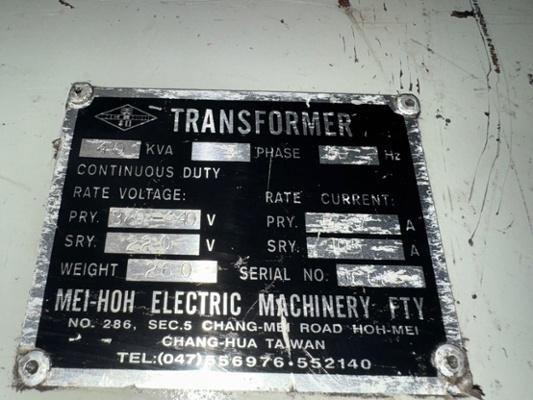 TRANSFORMER
40 KVA PHASE Hz
CONTINUOUS DUTY
RATE VOLTAGE: RATE CURRENT:
PRY. V PRY. A
SRY. 220 V SRY. A
WEIGHT 260 SERIAL NO.
MEI-HOH ELECTRIC MACHINERY FTY
NO. 286, SEC.5 CHANG-MEI ROAD HOH-MEI
CHANG-HUA TAIWAN
TEL:(047)556976·552140